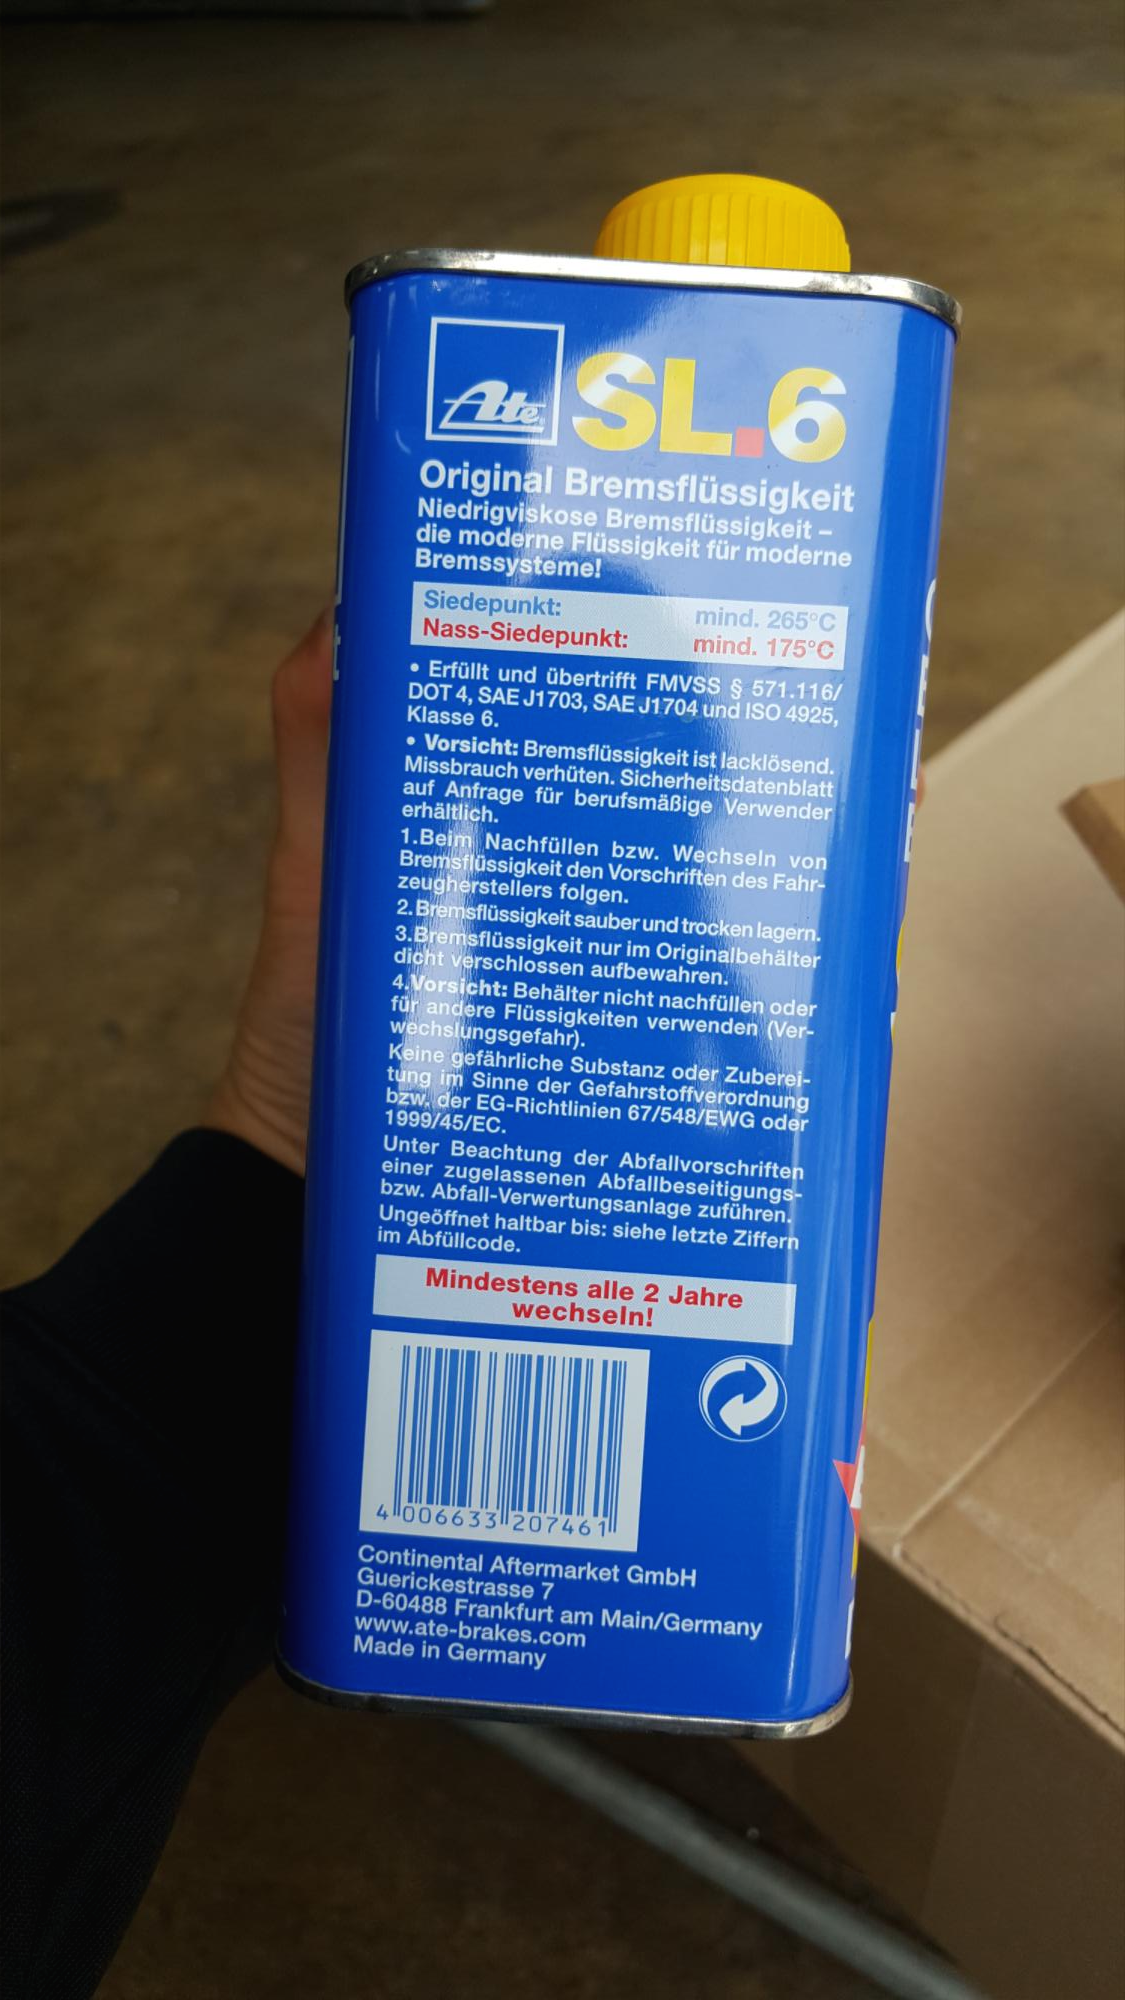 Ate
SL.6
Original Bremsflüssigkeit
Niedrigviskose Bremsflüssigkeit –
die moderne Flüssigkeit für moderne
Bremssysteme!
Siedepunkt: mind. 265°C
Nass-Siedepunkt: mind. 175°C
• Erfüllt und übertrifft FMVSS § 571.116/
DOT 4, SAE J1703, SAE J1704 und ISO 4925,
Klasse 6.
• Vorsicht: Bremsflüssigkeit ist lacklösend.
Missbrauch verhüten. Sicherheitsdatenblatt
auf Anfrage für berufsmäßige Verwender
erhältlich.
1.Beim Nachfüllen bzw. Wechseln von
Bremsflüssigkeit den Vorschriften des Fahr-
zeugherstellers folgen.
2.Bremsflüssigkeit sauber und trocken lagern.
3.Bremsflüssigkeit nur im Originalbehälter
dicht verschlossen aufbewahren.
4.Vorsicht: Behälter nicht nachfüllen oder
für andere Flüssigkeiten verwenden (Ver-
wechslungsgefahr).
Keine gefährliche Substanz oder Zuberei-
tung im Sinne der Gefahrstoffverordnung
bzw. der EG-Richtlinien 67/548/EWG oder
1999/45/EC.
Unter Beachtung der Abfallvorschriften
einer zugelassenen Abfallbeseitigungs-
bzw. Abfall-Verwertungsanlage zuführen.
Ungeöffnet haltbar bis: siehe letzte Ziffern
im Abfüllcode.
Mindestens alle 2 Jahre
wechseln!
4 006633 207461
Continental Aftermarket GmbH
Guerickestrasse 7
D-60488 Frankfurt am Main/Germany
www.ate-brakes.com
Made in Germany